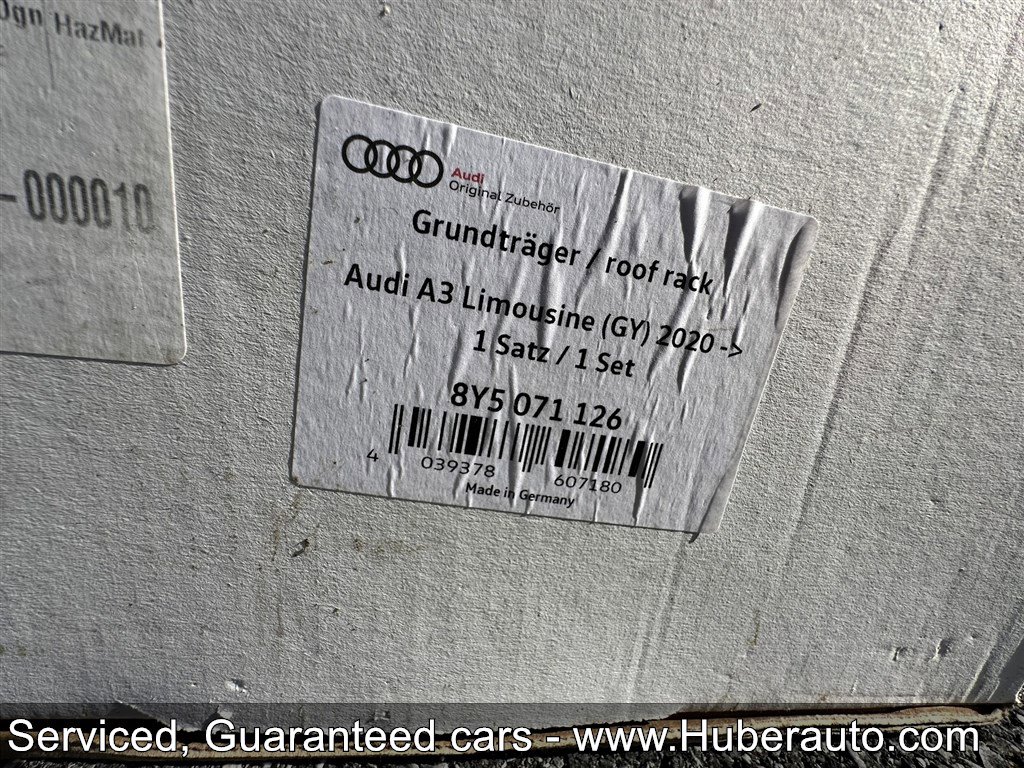 HazMat
-000010
Audi
Original Zubehör
Grundträger / roof rack
Audi A3 Limousine (GY) 2020 ->
1 Satz / 1 Set
8Y5 071 126
4 039378 607180
Made in Germany
Serviced, Guaranteed cars - www.Huberauto.com